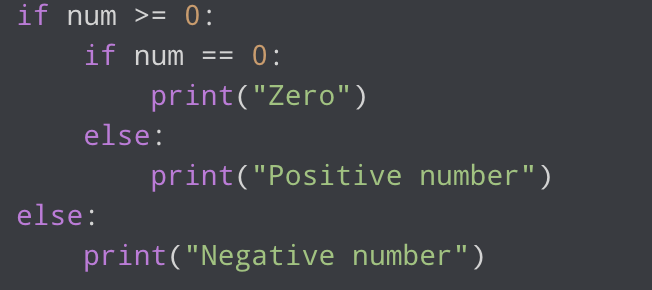 if num >= 0:
    if num == 0:
        print("Zero")
    else:
        print("Positive number")
else:
    print("Negative number")